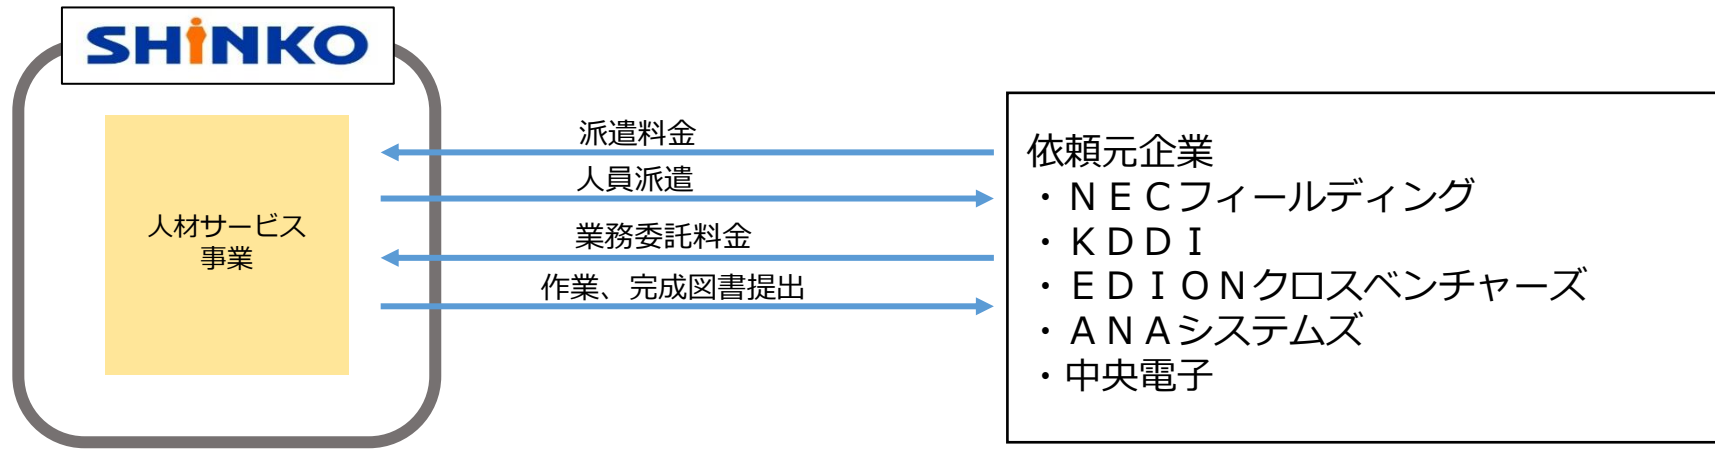 SHiNKO
人材サービス
事業
派遣料金
人員派遣
業務委託料金
作業、完成図書提出
依頼元企業
・ＮＥＣフィールディング
・ＫＤＤＩ
・ＥＤＩＯＮクロスベンチャーズ
・ＡＮＡシステムズ
・中央電子